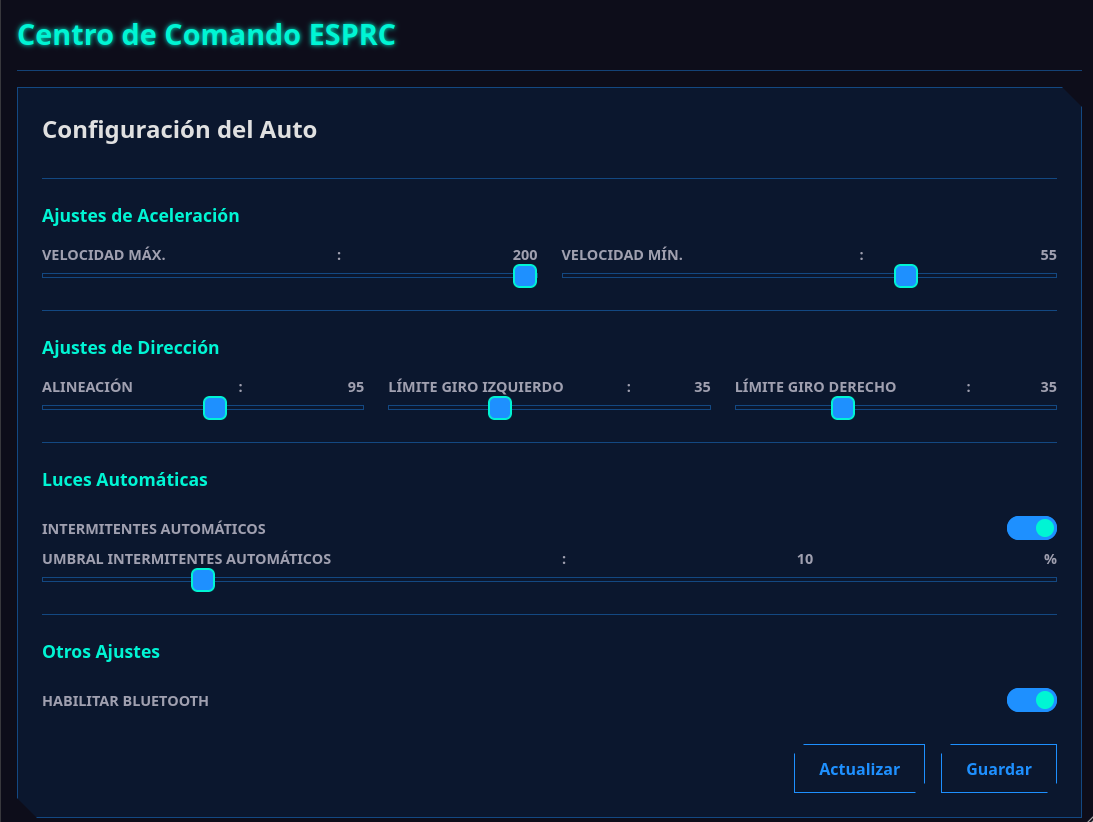 Centro de Comando ESPRC
Configuración del Auto
Ajustes de Aceleración
VELOCIDAD MÁX. : 200 VELOCIDAD MÍN. : 55
Ajustes de Dirección
ALINEACIÓN : 95 LÍMITE GIRO IZQUIERDO : 35 LÍMITE GIRO DERECHO : 35
Luces Automáticas
INTERMITENTES AUTOMÁTICOS
UMBRAL INTERMITENTES AUTOMÁTICOS : 10 %
Otros Ajustes
HABILITAR BLUETOOTH
Actualizar Guardar